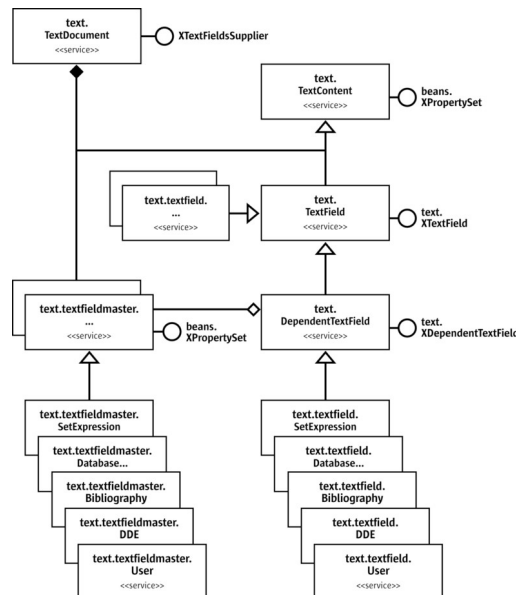 text.
TextDocument
<<service>>
XTextFieldsSupplier
text.
TextContent
<<service>>
beans.
XPropertySet
text.textfield.
...
<<service>>
text.
TextField
<<service>>
text.
XTextField
text.textfieldmaster.
...
<<service>>
beans.
XPropertySet
text.
DependentTextField
<<service>>
text.
XDependentTextField
text.textfieldmaster.
SetExpression
text.textfieldmaster.
Database...
text.textfieldmaster.
Bibliography
text.textfieldmaster.
DDE
text.textfieldmaster.
User
<<service>>
text.textfield.
SetExpression
text.textfield.
Database...
text.textfield.
Bibliography
text.textfield.
DDE
text.textfield.
User
<<service>>